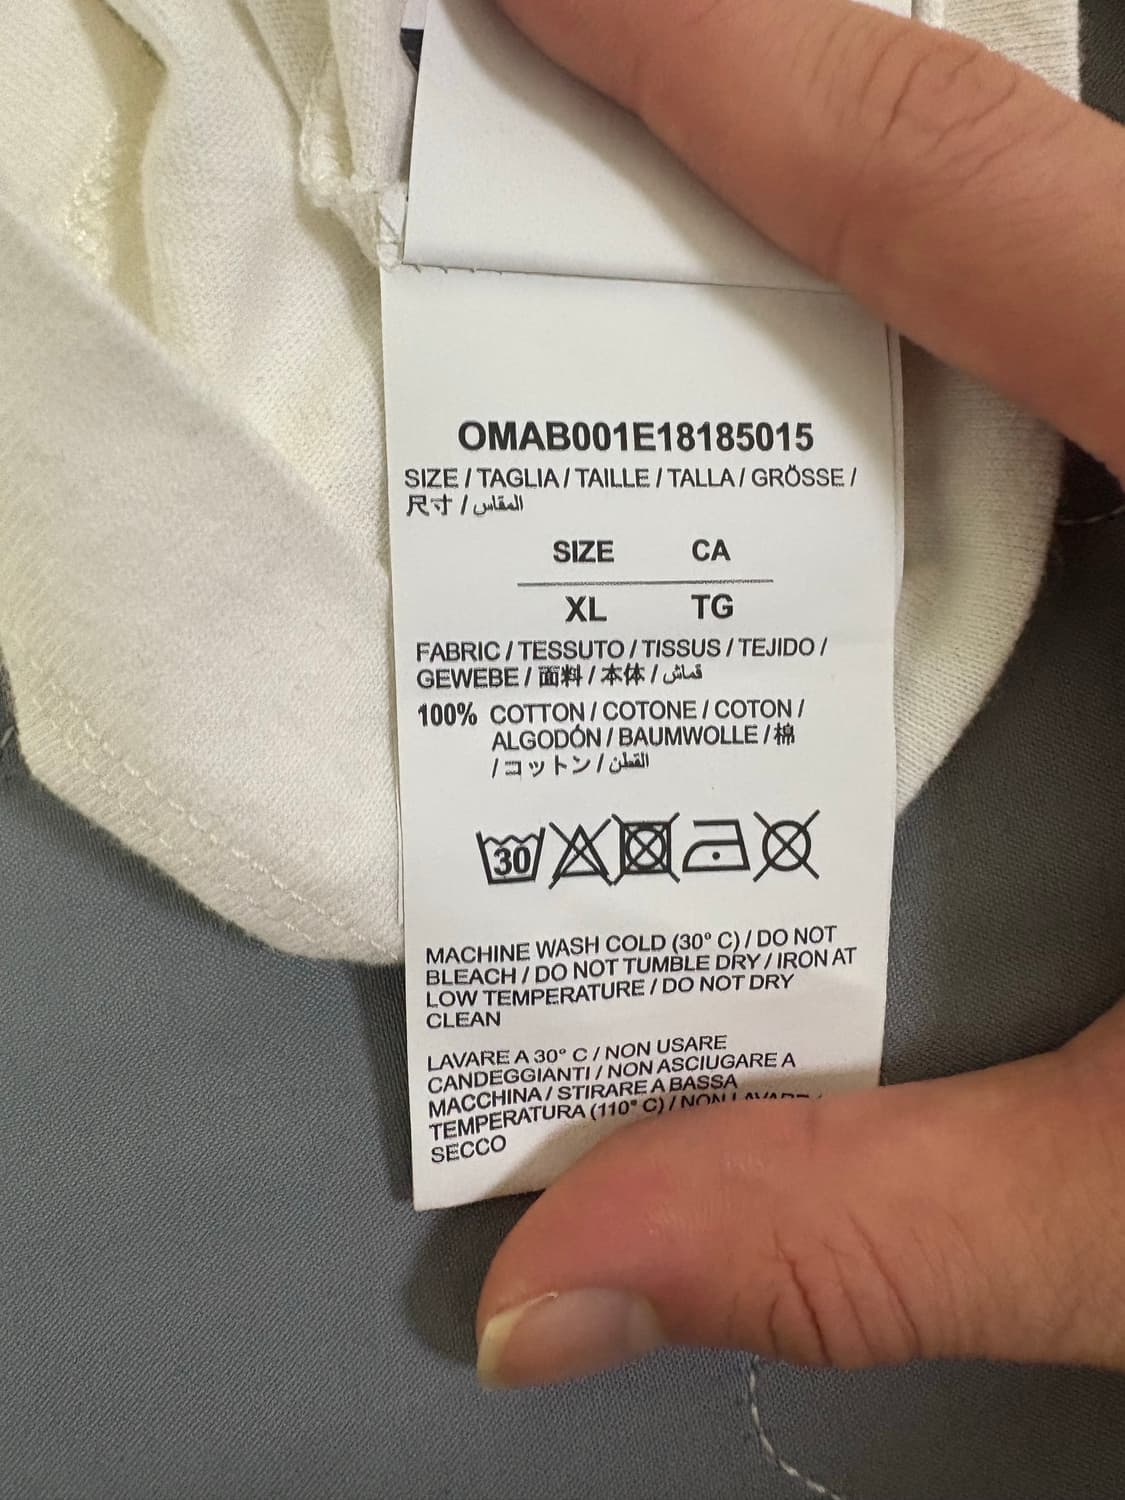 OMAB001E18185015
SIZE / TAGLIA / TAILLE / TALLA / GRÖSSE /
尺寸 / المقاس
SIZE CA
XL TG
FABRIC / TESSUTO / TISSUS / TEJIDO /
GEWEBE / 面料 / 本体 / قماش
100% COTTON / COTONE / COTON /
ALGODÓN / BAUMWOLLE / 棉
/ コットン / القطن
30
MACHINE WASH COLD (30° C) / DO NOT
BLEACH / DO NOT TUMBLE DRY / IRON AT
LOW TEMPERATURE / DO NOT DRY
CLEAN
LAVARE A 30° C / NON USARE
CANDEGGIANTI / NON ASCIUGARE A
MACCHINA / STIRARE A BASSA
TEMPERATURA (110° C) / NON
SECCO